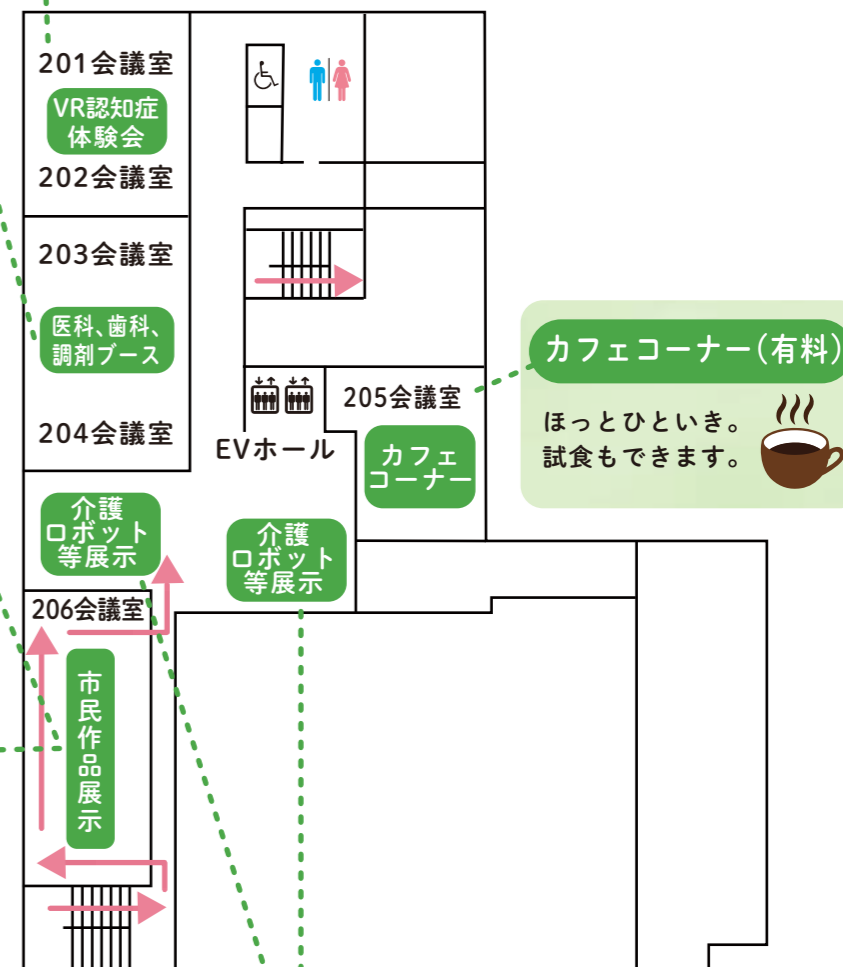 201会議室
VR認知症
体験会
202会議室
203会議室
医科、歯科、
調剤ブース
204会議室
EVホール
205会議室
カフェ
コーナー
カフェコーナー(有料)
ほっとひといき。
試食もできます。
介護
ロボット
等展示
介護
ロボット
等展示
206会議室
市民作品展示